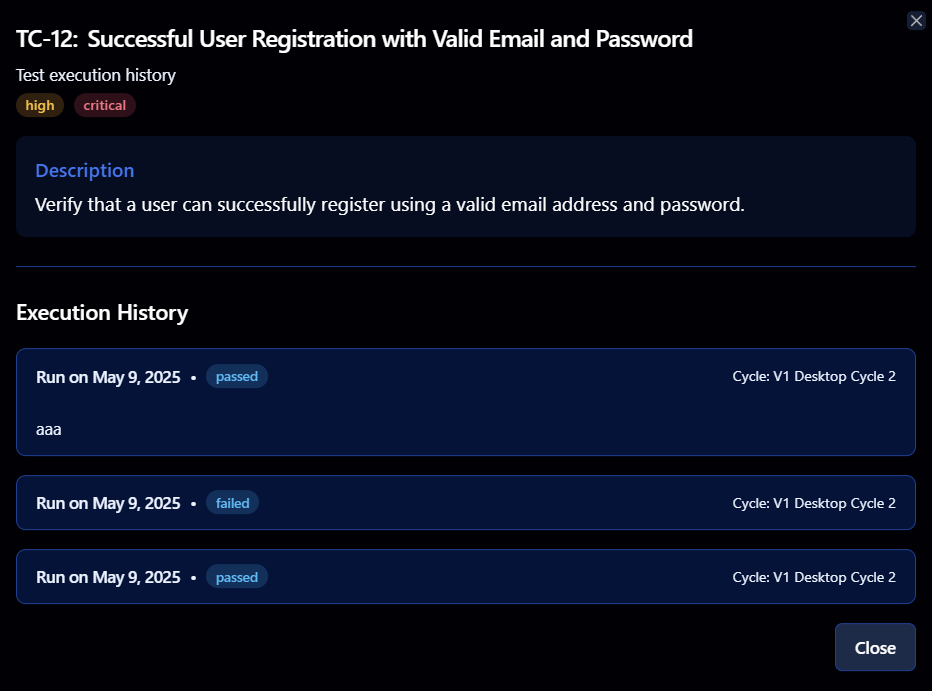 TC-12: Successful User Registration with Valid Email and Password
Test execution history
high critical
Description
Verify that a user can successfully register using a valid email address and password.
Execution History
Run on May 9, 2025 • passed Cycle: V1 Desktop Cycle 2
aaa
Run on May 9, 2025 • failed Cycle: V1 Desktop Cycle 2
Run on May 9, 2025 • passed Cycle: V1 Desktop Cycle 2
Close